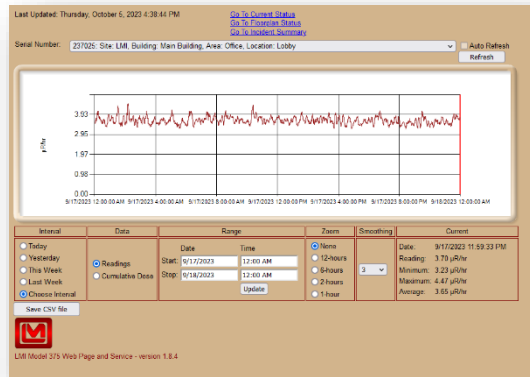 Last Updated: Thursday, October 5, 2023 4:38:44 PM
Go To Current Status
Go To Floorplan Status
Go To Incident Summary
Serial Number: 237025: Site: LMI, Building: Main Building, Area: Office, Location: Lobby Auto Refresh
Refresh
3.93
2.95
1.97
0.98
0.00
µR/hr
9/17/2023 12:00:00 AM 9/17/2023 4:00:00 AM 9/17/2023 8:00:00 AM 9/17/2023 12:00:00 PM 9/17/2023 4:00:00 PM 9/17/2023 8:00:00 PM 9/18/2023 12:00:00 AM
Interval Data Range Zoom Smoothing Current
Today
Yesterday
This Week
Last Week
Choose Interval
Readings
Cumulative Dose
Date Time
Start: 9/17/2023 12:00 AM
Stop: 9/18/2023 12:00 AM
Update
None
12-hours
6-hours
2-hours
1-hour
3
Date: 9/17/2023 11:59:33 PM
Reading: 3.70 µR/hr
Minimum: 3.23 µR/hr
Maximum: 4.47 µR/hr
Average: 3.65 µR/hr
Save CSV file
LMI
LMI Model 375 Web Page and Service - version 1.8.4